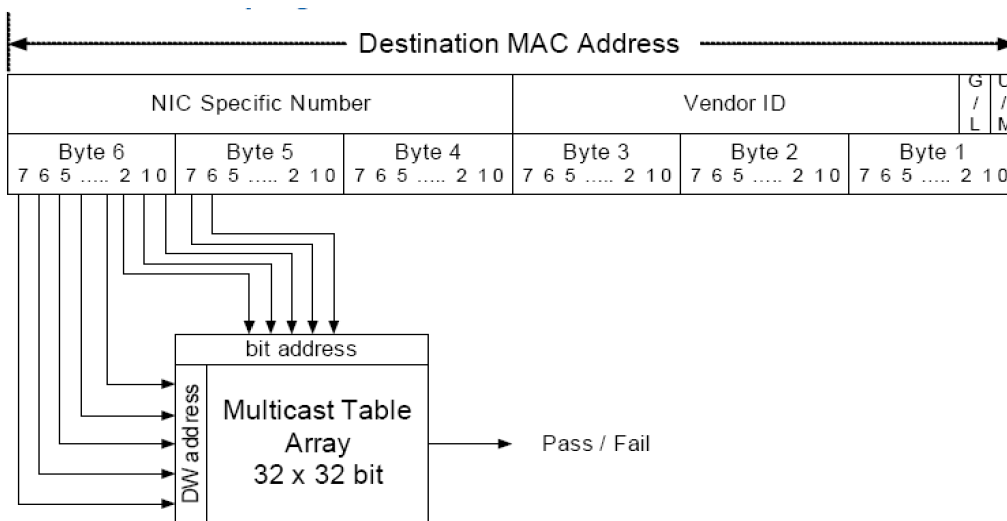 Destination MAC Address
NIC Specific Number
Vendor ID
G / L
U / M
Byte 6
Byte 5
Byte 4
Byte 3
Byte 2
Byte 1
7 6 5 ..... 2 1 0
7 6 5 ..... 2 1 0
7 6 5 ..... 2 1 0
7 6 5 ..... 2 1 0
7 6 5 ..... 2 1 0
7 6 5 ..... 2 1 0
bit address
DW address
Multicast Table
Array
32 x 32 bit
Pass / Fail